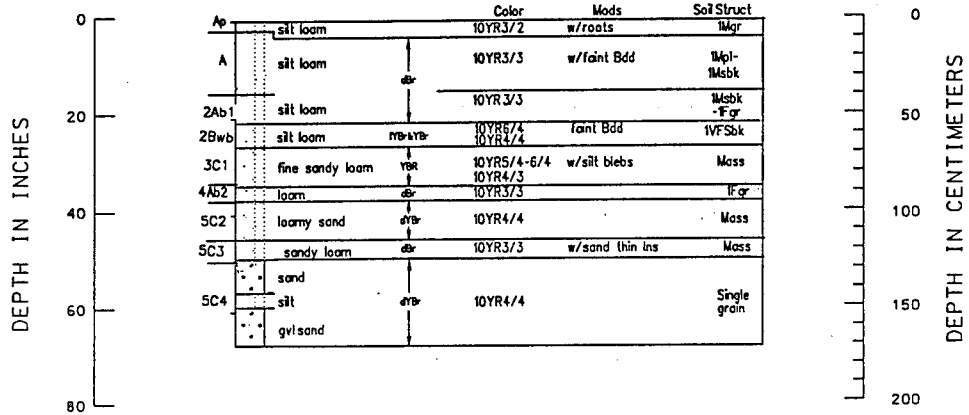 Color Mods Soil Struct
0 Ap silt loam 10YR3/2 w/roots 1Mgr 0
A silt loam dBr 10YR3/3 w/faint Bdd 1Mpl-
1Msbk
2Ab1 silt loam 10YR3/3 1Msbk
-1Fgr
20 50
2Bwb silt loam lYBr&YBr 10YR6/4 faint Bdd 1VFSbk
10YR4/4
3C1 fine sandy loam YBR 10YR5/4-6/4 w/silt blebs Mass
10YR4/3
4Ab2 loam dBr 10YR3/3 1Fgr
40 100
5C2 loamy sand dYBr 10YR4/4 Mass
5C3 sandy loam dBr 10YR3/3 w/sand thin lns Mass
sand
5C4 silt dYBr 10YR4/4 Single
grain
60 150
gvl sand
80 200
DEPTH IN INCHES
DEPTH IN CENTIMETERS